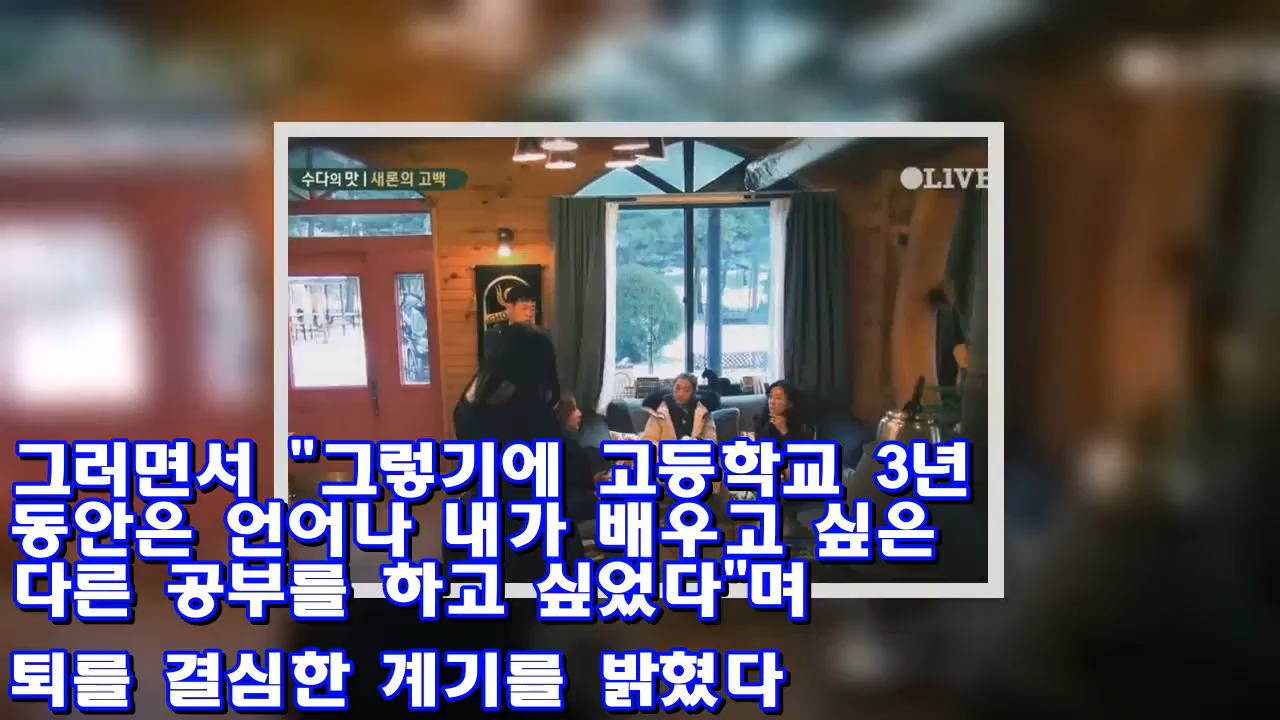 수다의 맛 | 새론의 고백
OLIVE
그러면서 "그렇기에 고등학교 3년
동안은 언어나 내가 배우고 싶은
다른 공부를 하고 싶었다"며
퇴를 결심한 계기를 밝혔다